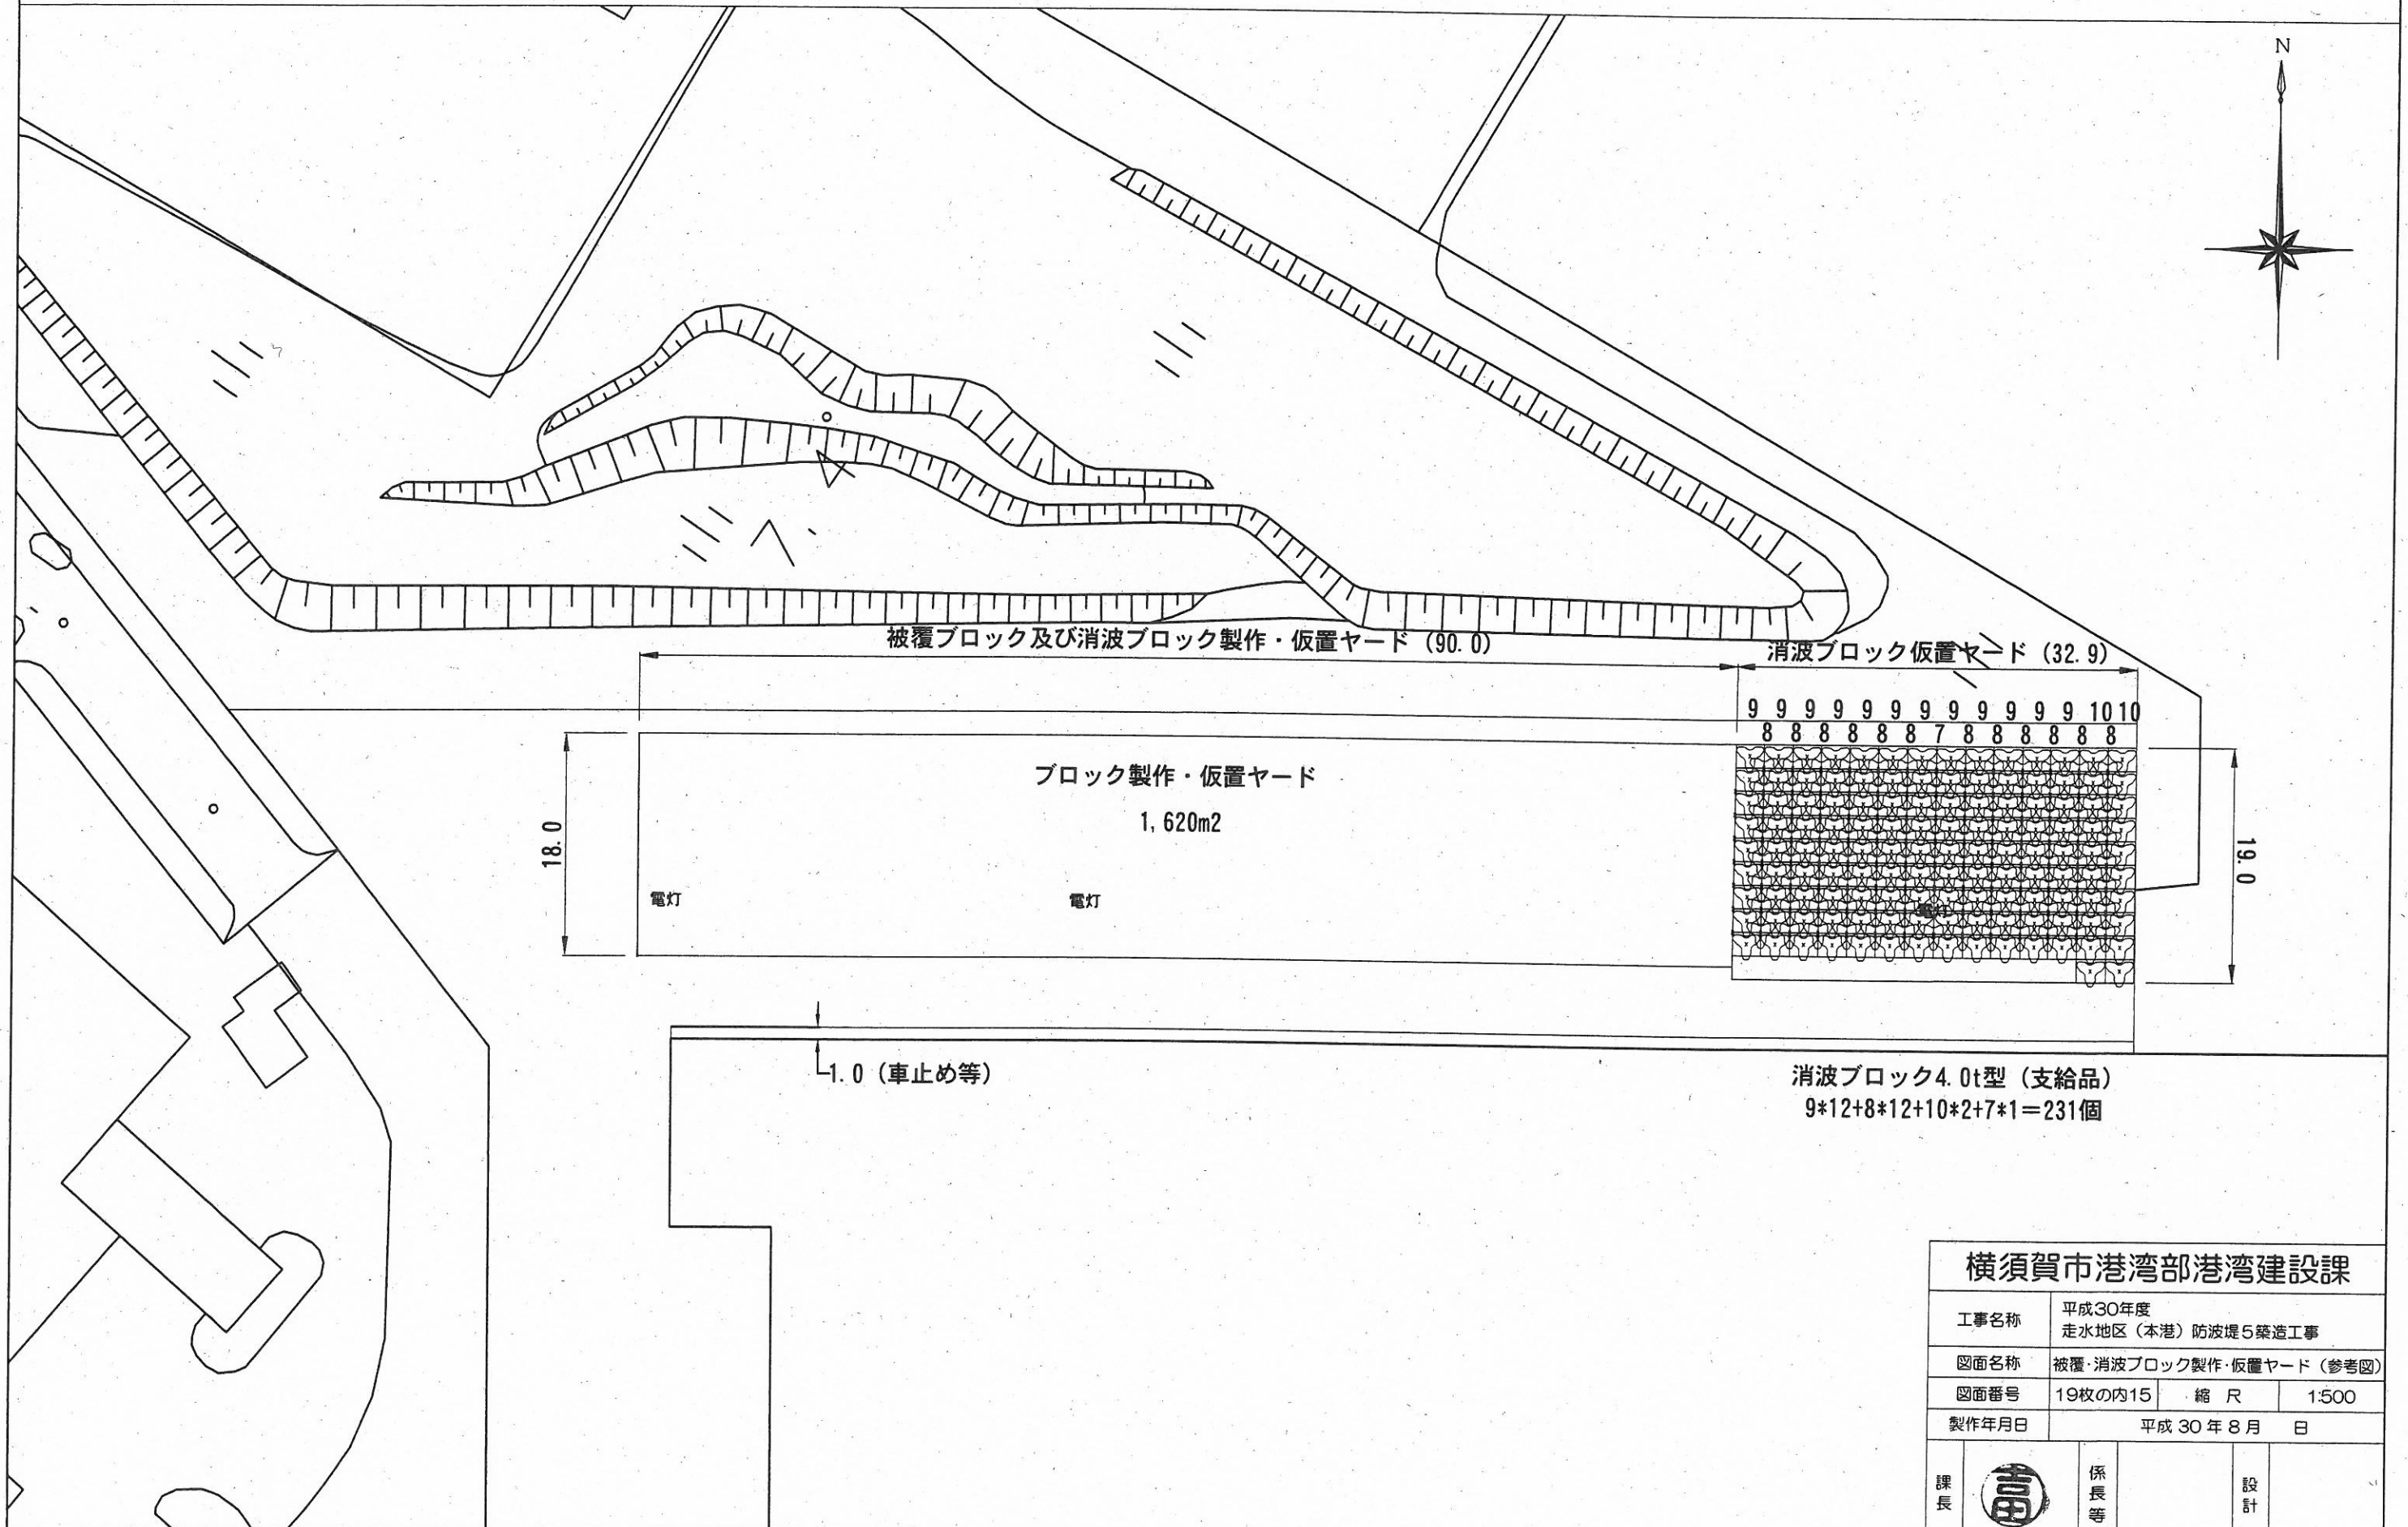 N
被覆ブロック及び消波ブロック製作・仮置ヤード（90.0）
消波ブロック仮置ヤード（32.9）
9 9 9 9 9 9 9 9 9 9 9 9 10 10
8 8 8 8 8 8 7 8 8 8 8 8 8
ブロック製作・仮置ヤード
1,620m2
18.0
19.0
電灯
電灯
電灯
1.0（車止め等）
消波ブロック4.0t型（支給品）
9*12+8*12+10*2+7*1＝231個
横須賀市港湾部港湾建設課
工事名称
平成30年度
走水地区（本港）防波堤5築造工事
図面名称 被覆・消波ブロック製作・仮置ヤード（参考図）
図面番号 19枚の内15 縮尺 1:500
製作年月日 平成30年8月 日
課長 係長等 設計